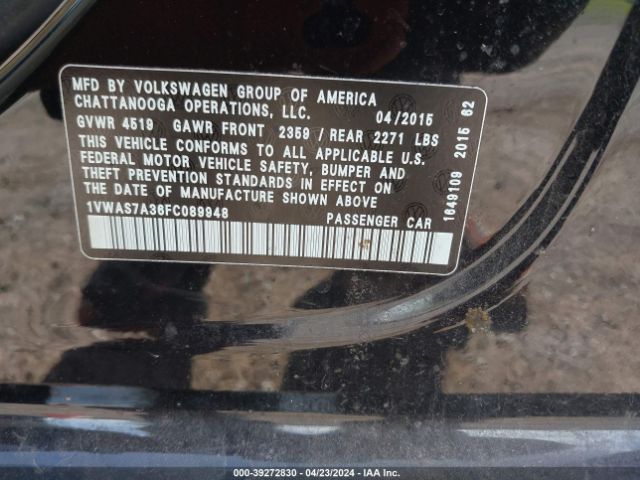 MFD BY VOLKSWAGEN GROUP OF AMERICA
CHATTANOOGA OPERATIONS, LLC. 04/2015
GVWR 4519 GAWR FRONT 2359 / REAR 2271 LBS
THIS VEHICLE CONFORMS TO ALL APPLICABLE U.S.
FEDERAL MOTOR VEHICLE SAFETY, BUMPER AND
THEFT PREVENTION STANDARDS IN EFFECT ON
THE DATE OF MANUFACTURE SHOWN ABOVE
1VWAS7A36FC089948 PASSENGER CAR
1649109 2015 62
000-39272830 - 04/23/2024 - IAA Inc.